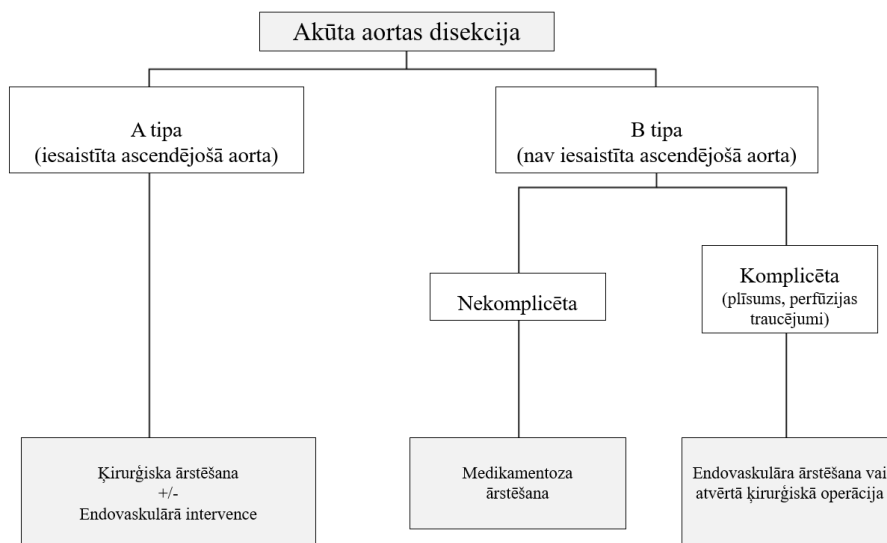 Akūta aortas disekcija
A tipa
(iesaistīta ascendējošā aorta)
B tipa
(nav iesaistīta ascendējošā aorta)
Nekomplicēta
Komplicēta
(plīsums, perfūzijas
traucējumi)
Ķirurģiska ārstēšana
+/-
Endovaskulārā intervence
Medikamentoza
ārstēšana
Endovaskulāra ārstēšana vai
atvērtā ķirurģiskā operācija